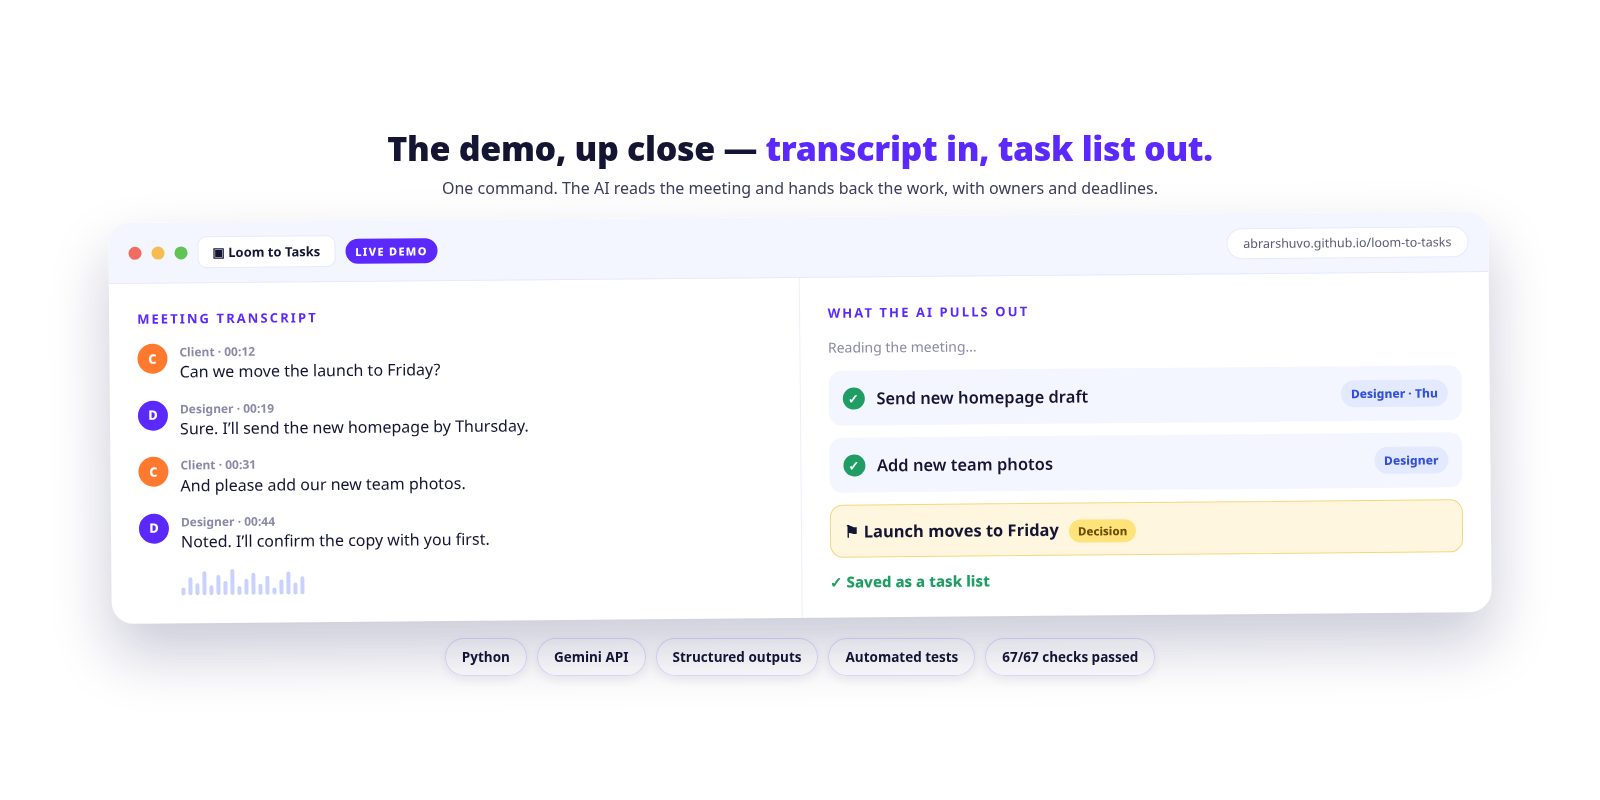 The demo, up close — transcript in, task list out.
One command. The AI reads the meeting and hands back the work, with owners and deadlines.
▣ Loom to Tasks
LIVE DEMO
abrarshuvo.github.io/loom-to-tasks
MEETING TRANSCRIPT
C
Client · 00:12
Can we move the launch to Friday?
D
Designer · 00:19
Sure. I’ll send the new homepage by Thursday.
C
Client · 00:31
And please add our new team photos.
D
Designer · 00:44
Noted. I’ll confirm the copy with you first.
WHAT THE AI PULLS OUT
Reading the meeting…
✓ Send new homepage draft
Designer · Thu
✓ Add new team photos
Designer
⚑ Launch moves to Friday
Decision
✓ Saved as a task list
Python
Gemini API
Structured outputs
Automated tests
67/67 checks passed